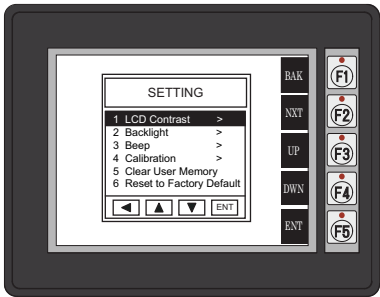 SETTING
1 LCD Contrast >
2 Backlight >
3 Beep >
4 Calibration >
5 Clear User Memory
6 Reset to Factory Default
ENT
BAK
NXT
UP
DWN
ENT
F1
F2
F3
F4
F5